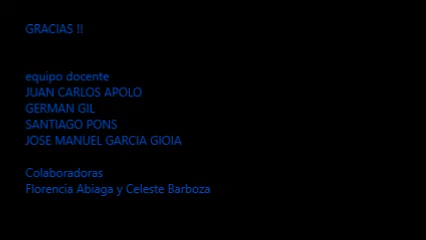 GRACIAS !!
equipo docente
JUAN CARLOS APOLO
GERMAN GIL
SANTIAGO PONS
JOSE MANUEL GARCIA GIOIA
Colaboradoras
Florencia Abiaga y Celeste Barboza